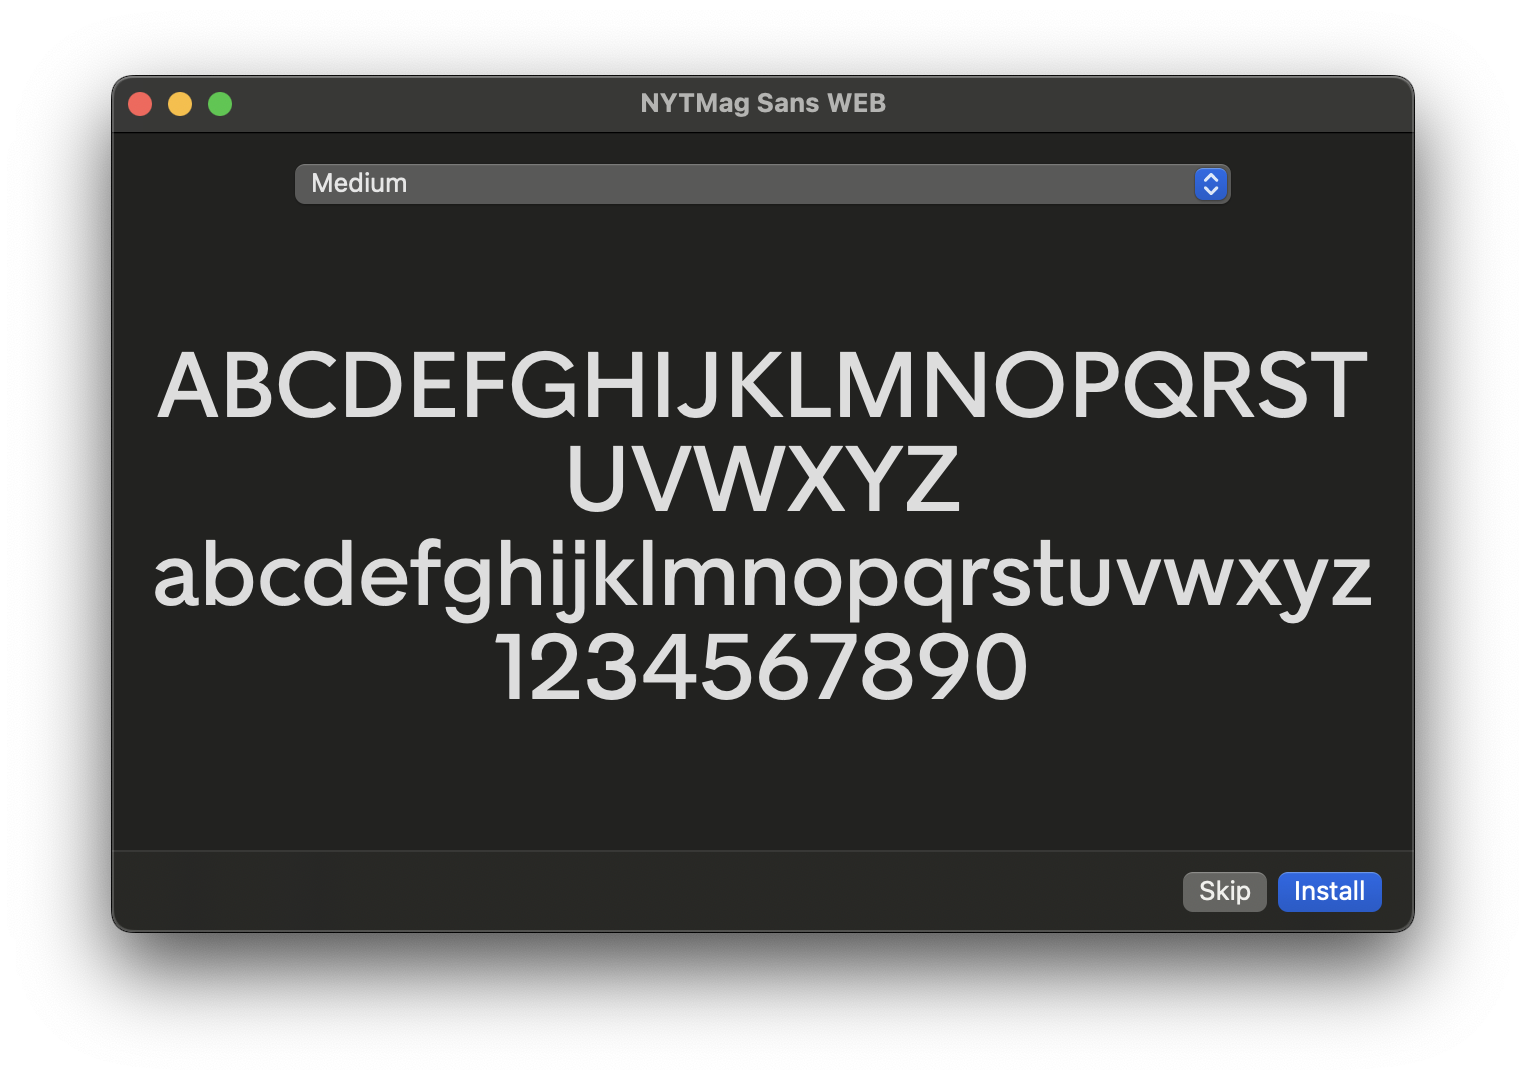 NYTMag Sans WEB
Medium
ABCDEFGHIJKLMNOPQRST
UVWXYZ
abcdefghijklmnopqrstuvwxyz
1234567890
Skip
Install